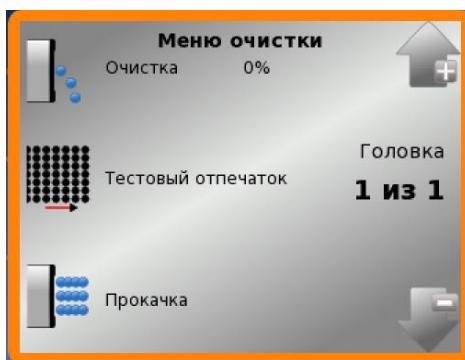 Меню очистки
Очистка 0%
Головка
Тестовый отпечаток
1 из 1
Прокачка